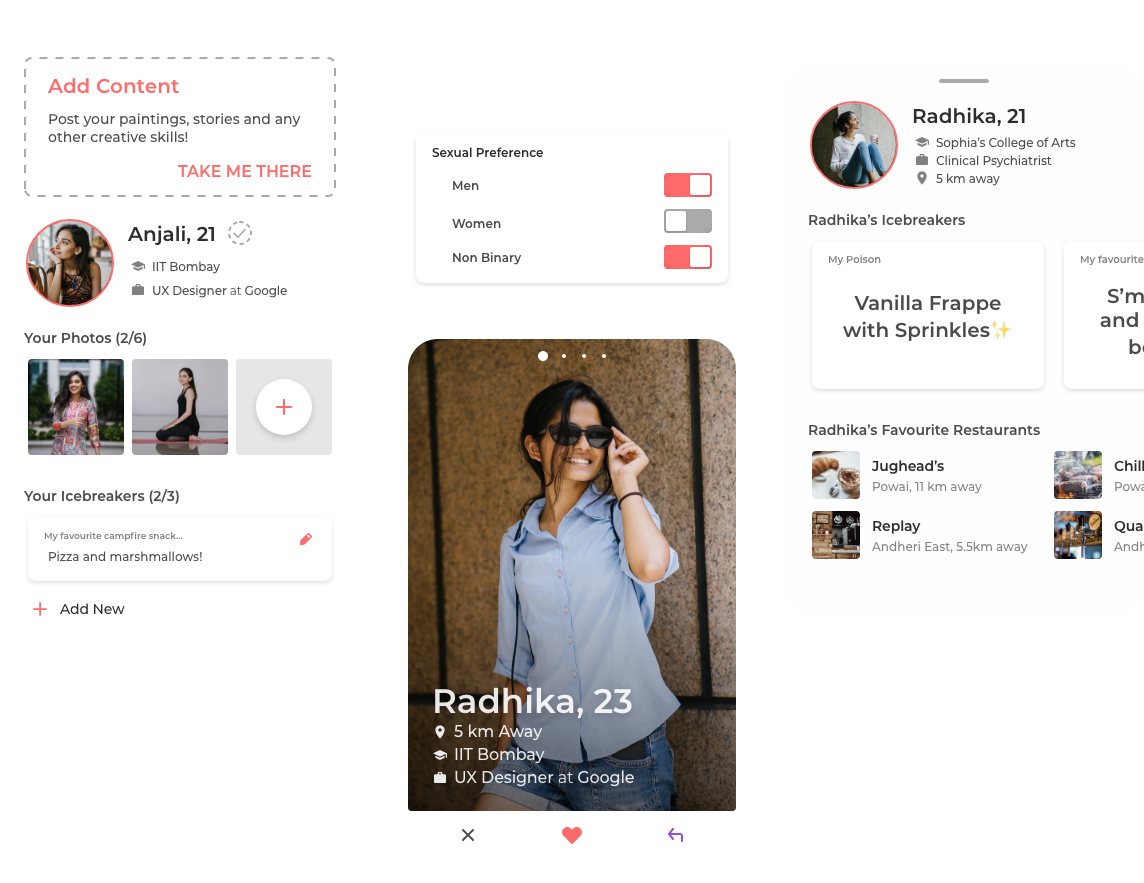 Add Content
Post your paintings, stories and any
other creative skills!
TAKE ME THERE
Anjali, 21
IIT Bombay
UX Designer at Google
Your Photos (2/6)
Your Icebreakers (2/3)
My favourite campfire snack...
Pizza and marshmallows!
Add New
Sexual Preference
Men
Women
Non Binary
Radhika, 23
5 km Away
IIT Bombay
UX Designer at Google
Radhika, 21
Sophia's College of Arts
Clinical Psychiatrist
5 km away
Radhika's Icebreakers
My Poison
Vanilla Frappe
with Sprinkles✨
My favourite
S'm
and
be
Radhika's Favourite Restaurants
Jughead's
Powai, 11 km away
Chil
Powa
Replay
Andheri East, 5.5km away
Qua
Andh